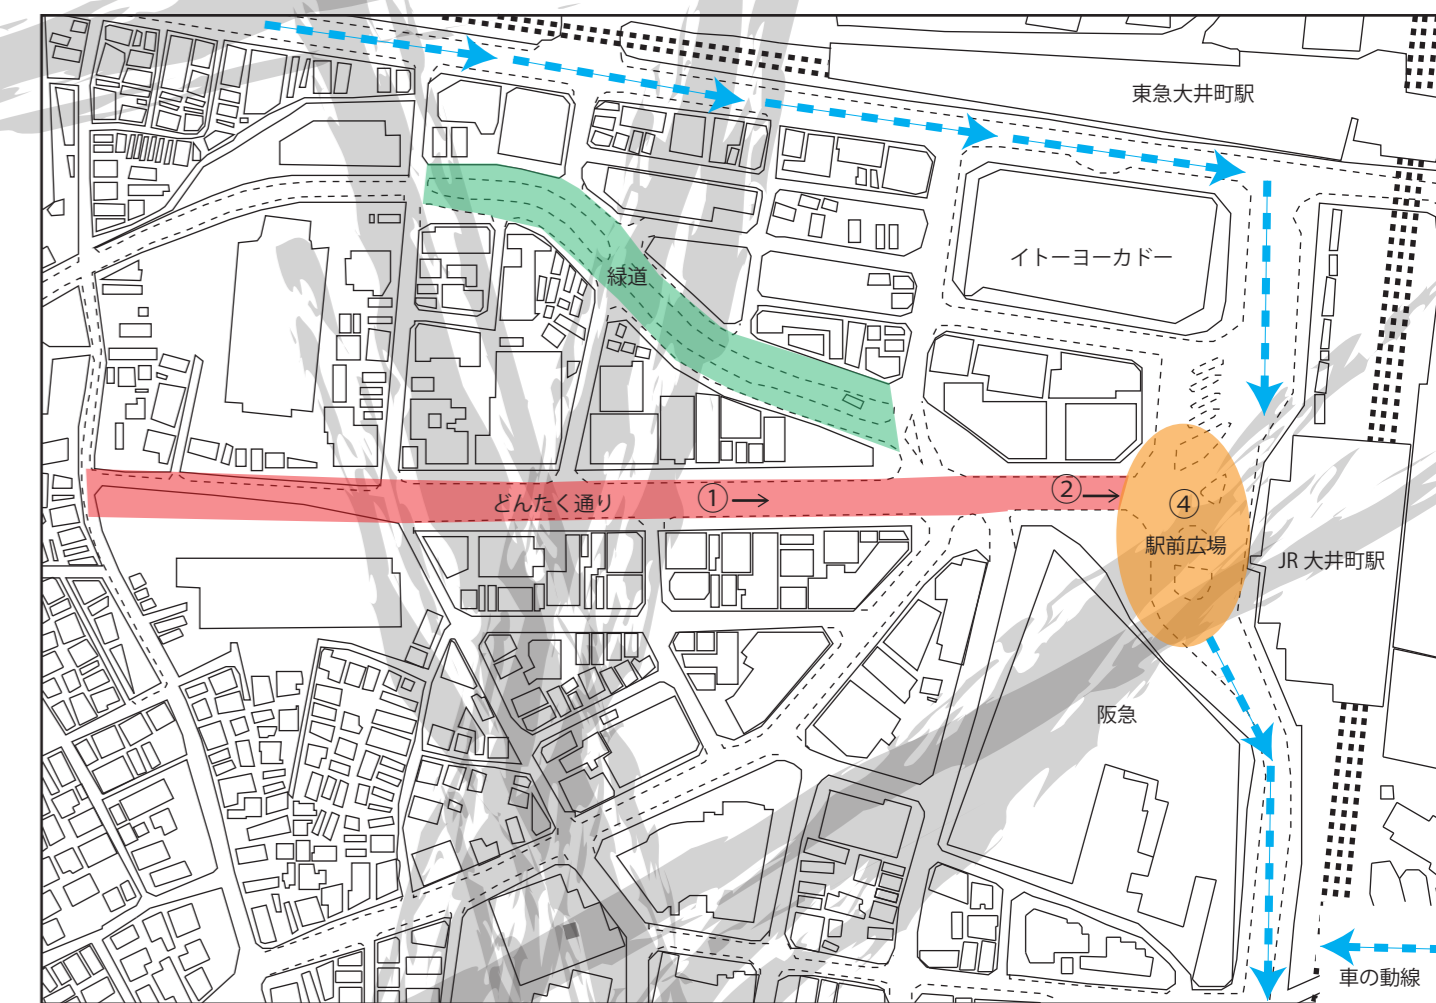 東急大井町駅
イトーヨーカドー
緑道
どんたく通り
①→
②→
④
駅前広場
JR 大井町駅
阪急
車の動線